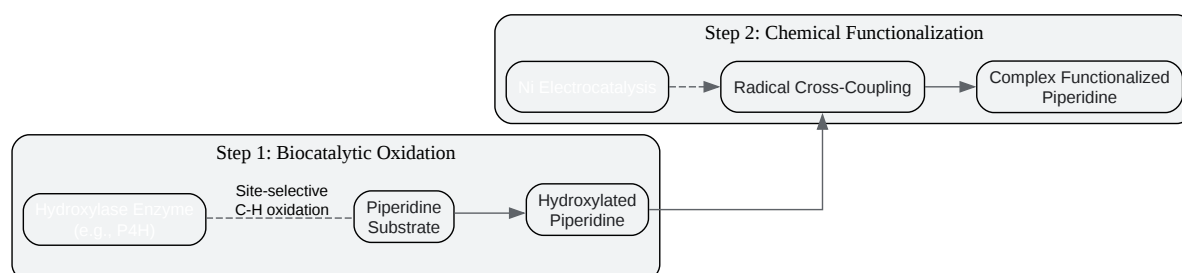 Step 2: Chemical Functionalization
Ni Electrocatalysis
Radical Cross-Coupling
Complex Functionalized
Piperidine
Step 1: Biocatalytic Oxidation
Hydroxylase Enzyme
(e.g., P4H)
Site-selective
C-H oxidation
Piperidine
Substrate
Hydroxylated
Piperidine